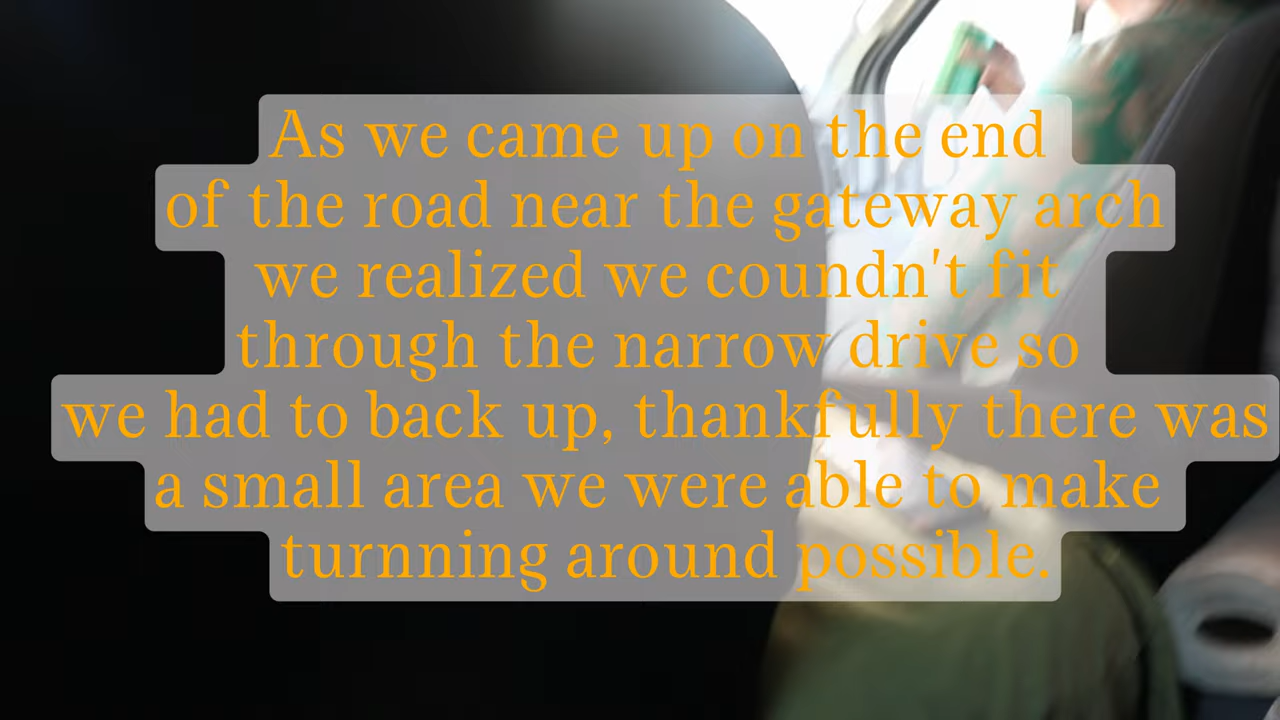 As we came up on the end
of the road near the gateway arch
we realized we coundn't fit
through the narrow drive so
we had to back up, thankfully there was
a small area we were able to make
turnning around possible.